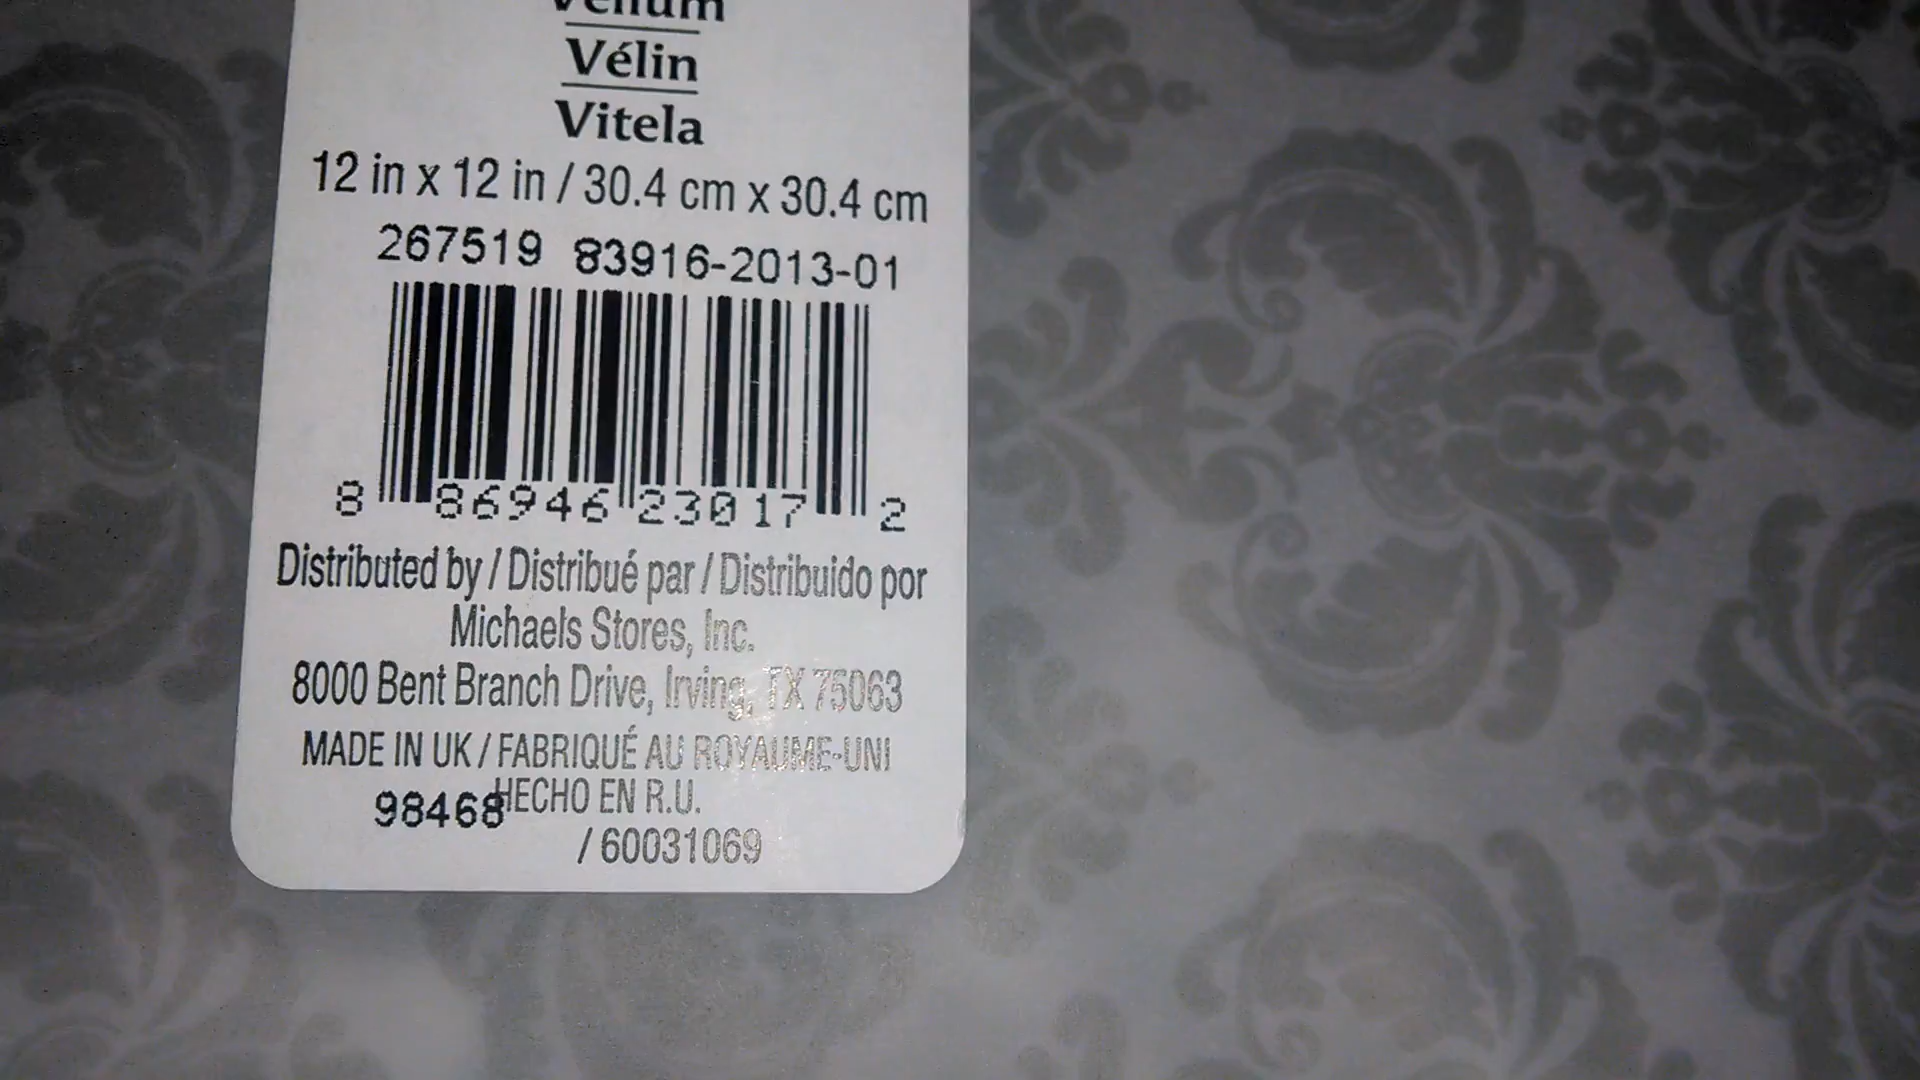 Vellum
Vélin
Vitela
12 in x 12 in / 30.4 cm x 30.4 cm
267519 83916-2013-01
8 86946 23017 2
Distributed by / Distribué par / Distribuido por
Michaels Stores, Inc.
8000 Bent Branch Drive, Irving, TX 75063
MADE IN UK / FABRIQUÉ AU ROYAUME-UNI
HECHO EN R.U.
98468
/ 60031069